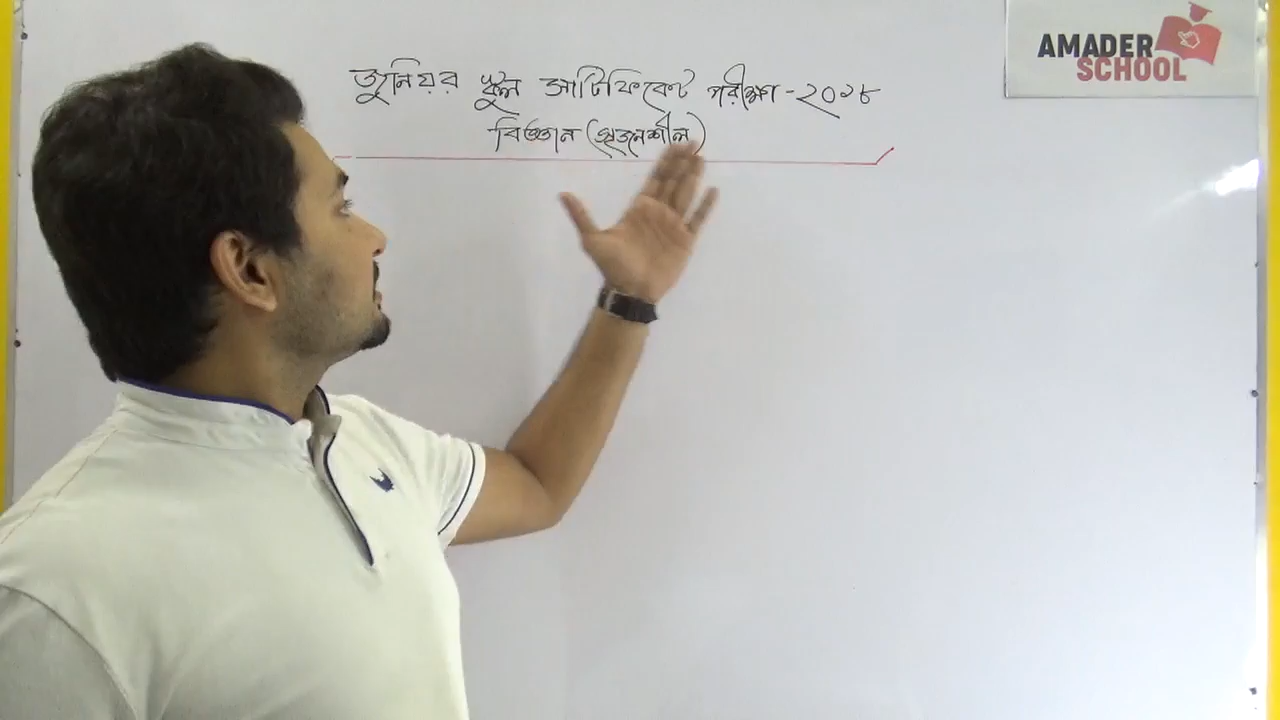 জুনিয়র স্কুল সার্টিফিকেট পরীক্ষা - ২০১৮
বিজ্ঞান (সৃজনশীল)
AMADER
SCHOOL